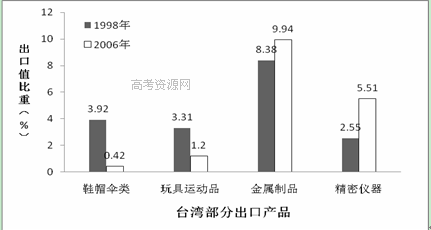 12
10
8
6
4
2
0
出口值比重（%）
1998年
2006年
高考资源网
3.92
0.42
3.31
1.2
8.38
9.94
2.55
5.51
鞋帽伞类 玩具运动品 金属制品 精密仪器
台湾部分出口产品